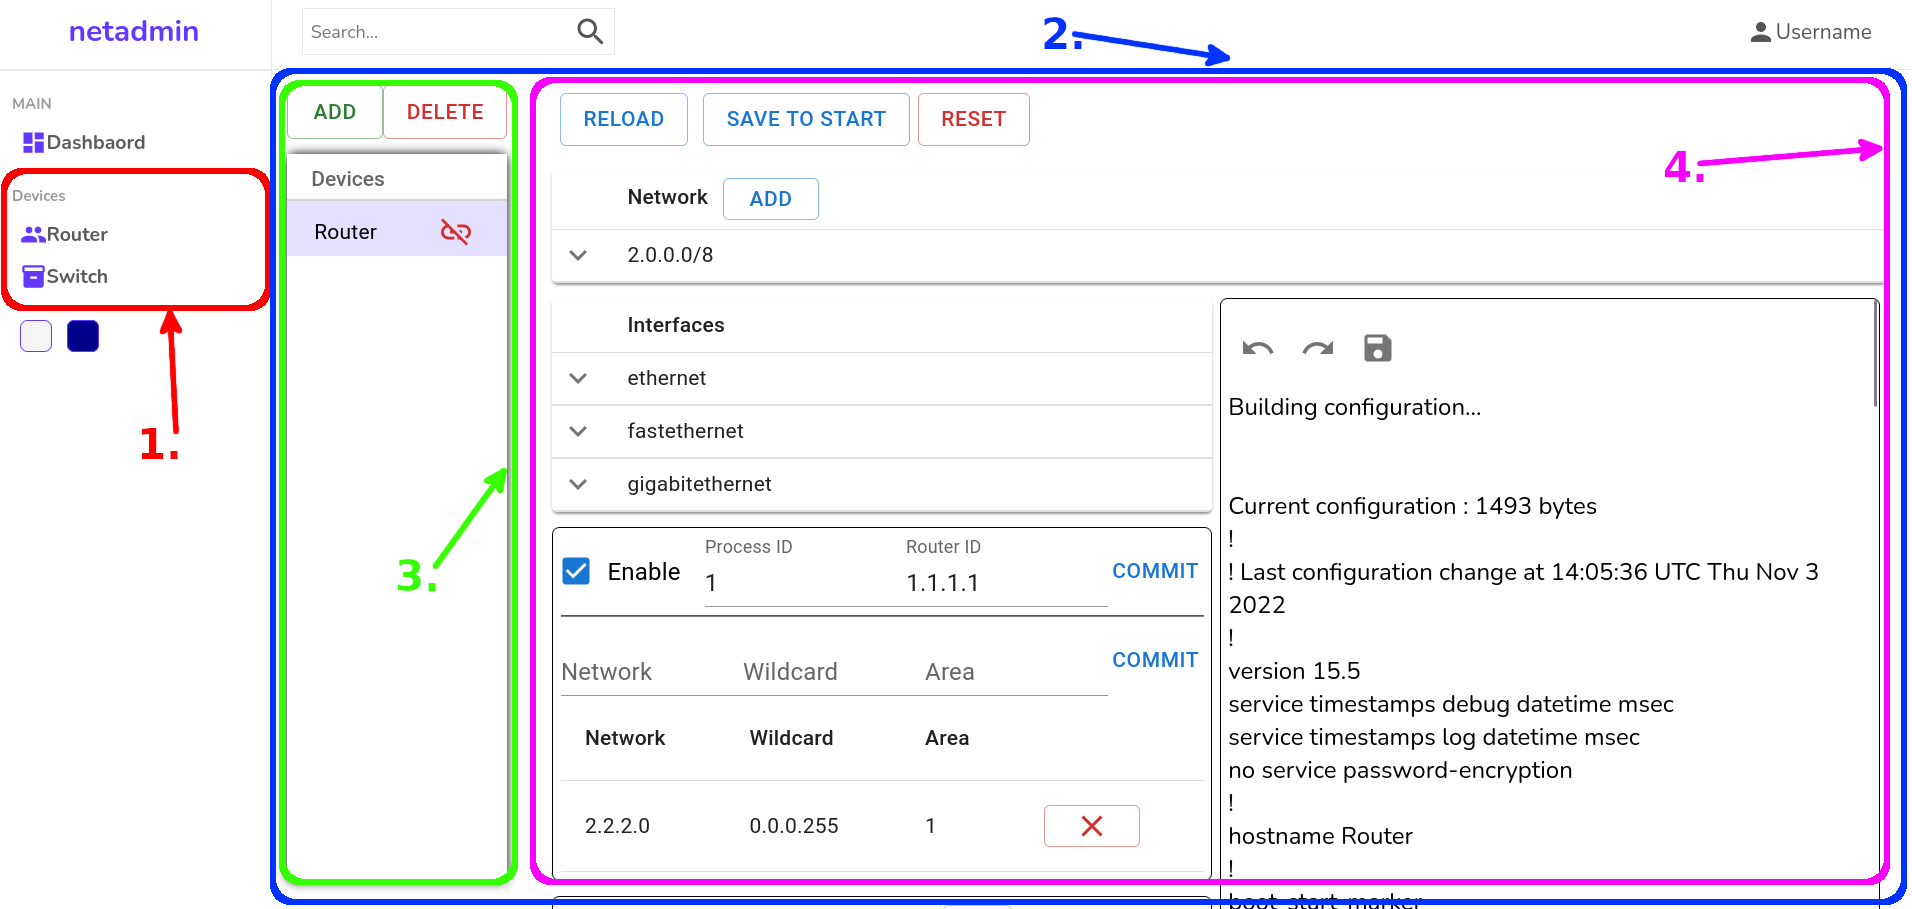 netadmin
Search...
2.
Username
MAIN
Dashbaord
Devices
Router
Switch
1.
ADD
DELETE
Devices
Router
3.
RELOAD
SAVE TO START
RESET
4.
Network
ADD
2.0.0.0/8
Interfaces
ethernet
fastethernet
gigabitethernet
Enable
Process ID
1
Router ID
1.1.1.1
COMMIT
Network
Wildcard
Area
COMMIT
Network Wildcard Area
2.2.2.0 0.0.0.255 1
Building configuration...
Current configuration : 1493 bytes
!
! Last configuration change at 14:05:36 UTC Thu Nov 3
2022
!
version 15.5
service timestamps debug datetime msec
service timestamps log datetime msec
no service password-encryption
!
hostname Router
!
boot-start-marker